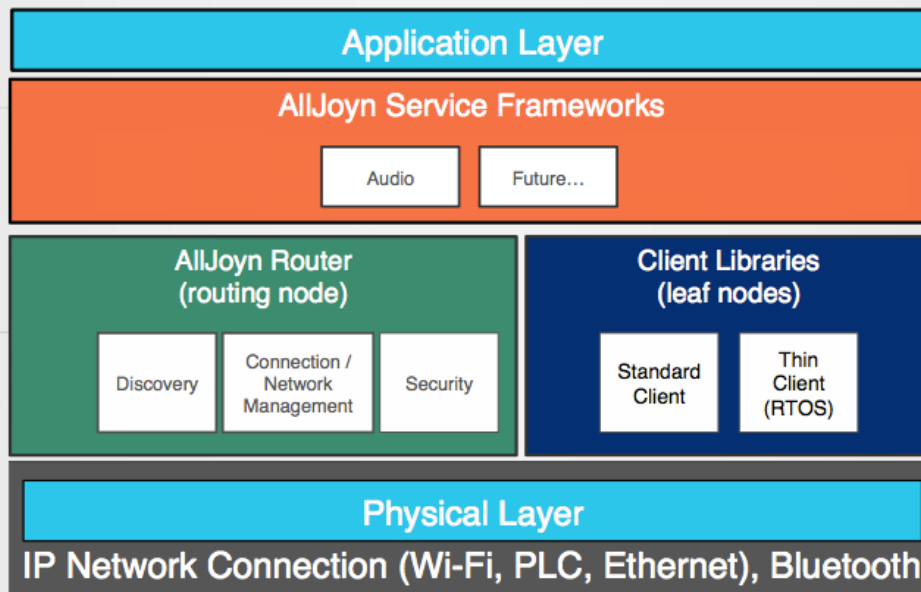 Application Layer
AllJoyn Service Frameworks
Audio
Future...
AllJoyn Router
(routing node)
Discovery
Connection /
Network
Management
Security
Client Libraries
(leaf nodes)
Standard
Client
Thin
Client
(RTOS)
Physical Layer
IP Network Connection (Wi-Fi, PLC, Ethernet), Bluetooth